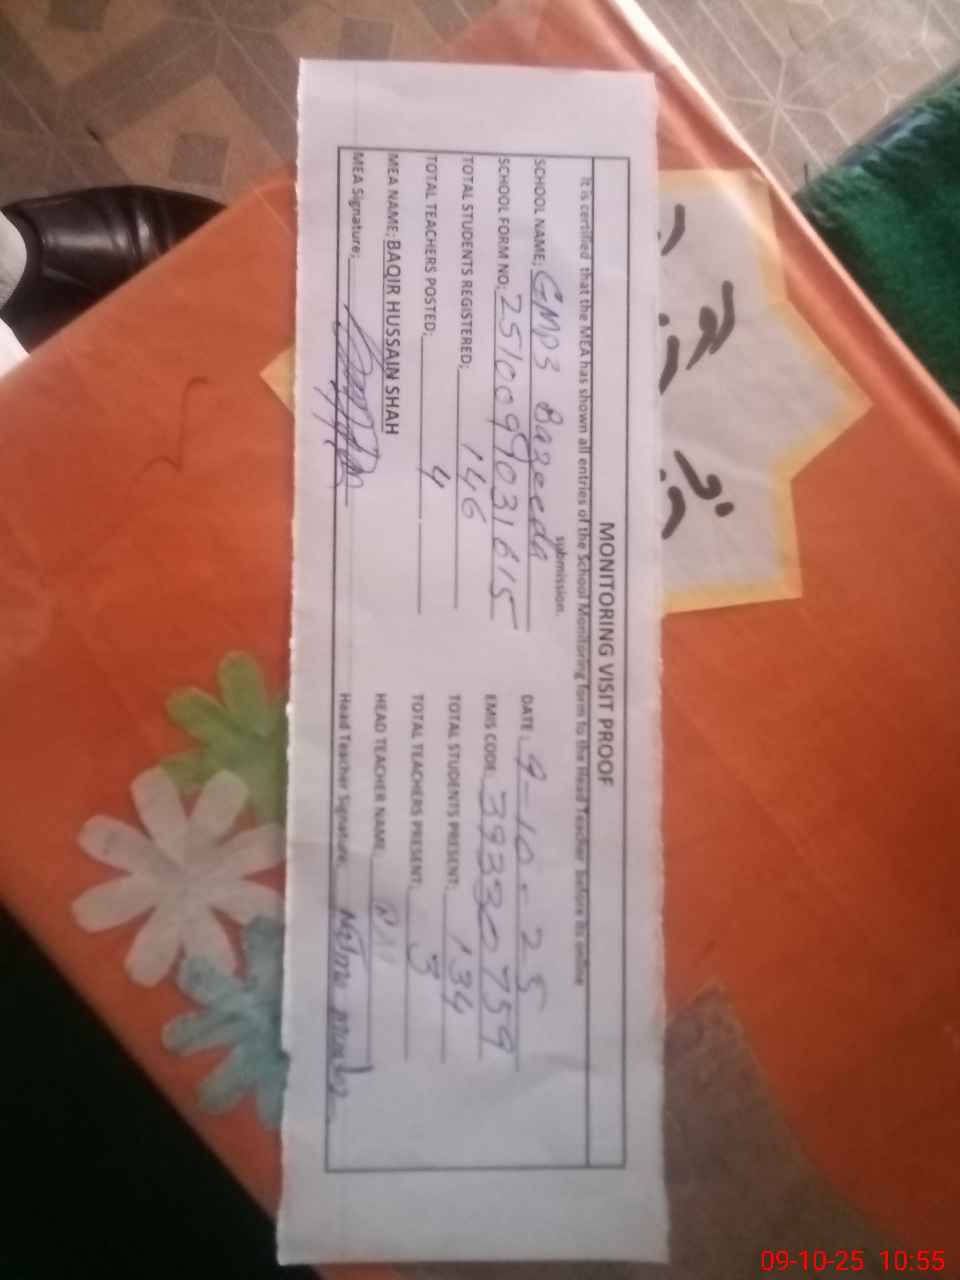 MONITORING VISIT PROOF
It is certified that the MEA has shown all entries of the School Monitoring form to the Head Teacher before its online
submission.
SCHOOL NAME; GMPS Bazeeda DATE; 9-10-25
SCHOOL FORM NO; 251009903 1615 EMIS CODE 39330759
TOTAL STUDENTS REGISTERED; 146 TOTAL STUDENTS PRESENT; 134
TOTAL TEACHERS POSTED; 4 TOTAL TEACHERS PRESENT; 3
MEA NAME; BAQIR HUSSAIN SHAH HEAD TEACHER NAME;
MEA Signature; Head Teacher Signature;
09-10-25 10:55